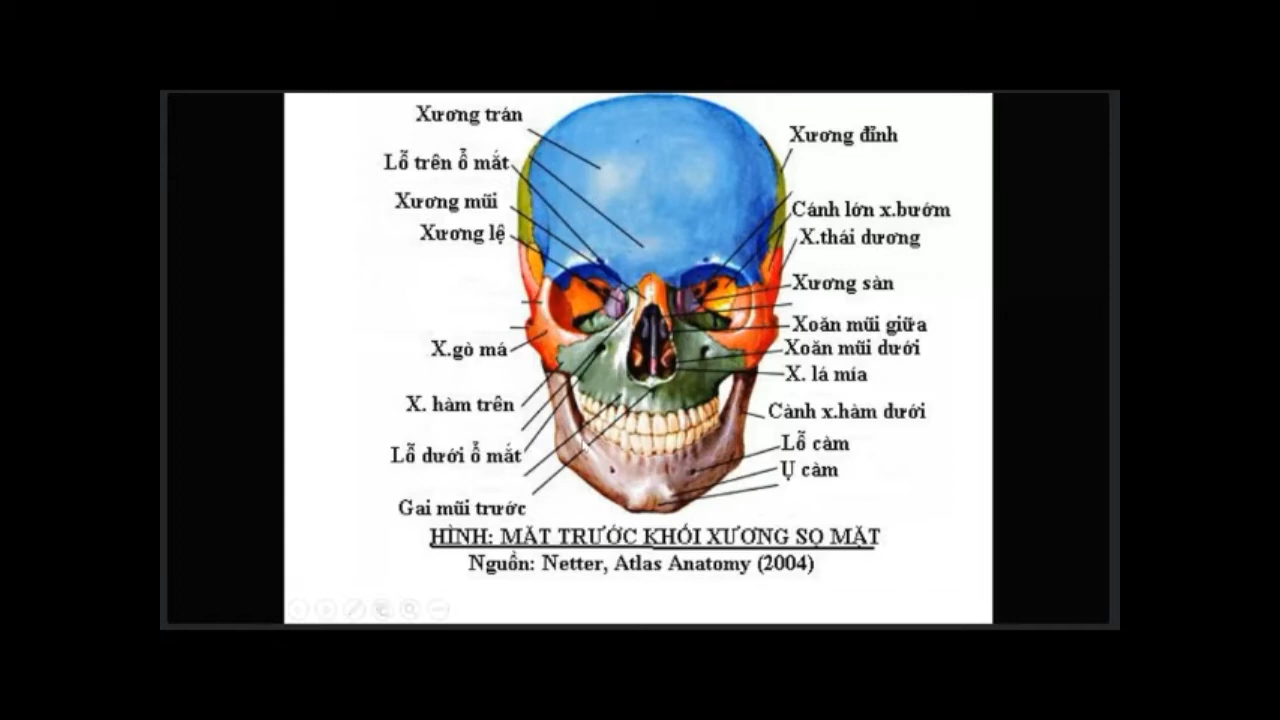 Xương trán
Lỗ trên ổ mắt
Xương mũi
Xương lệ
X.gò má
X. hàm trên
Lỗ dưới ổ mắt
Gai mũi trước
Xương đỉnh
Cánh lớn x.bướm
X.thái dương
Xương sàn
Xoăn mũi giữa
Xoăn mũi dưới
X. lá mía
Cành x.hàm dưới
Lỗ càm
Ụ càm
HÌNH: MẶT TRƯỚC KHỐI XƯƠNG SỌ MẶT
Nguồn: Netter, Atlas Anatomy (2004)